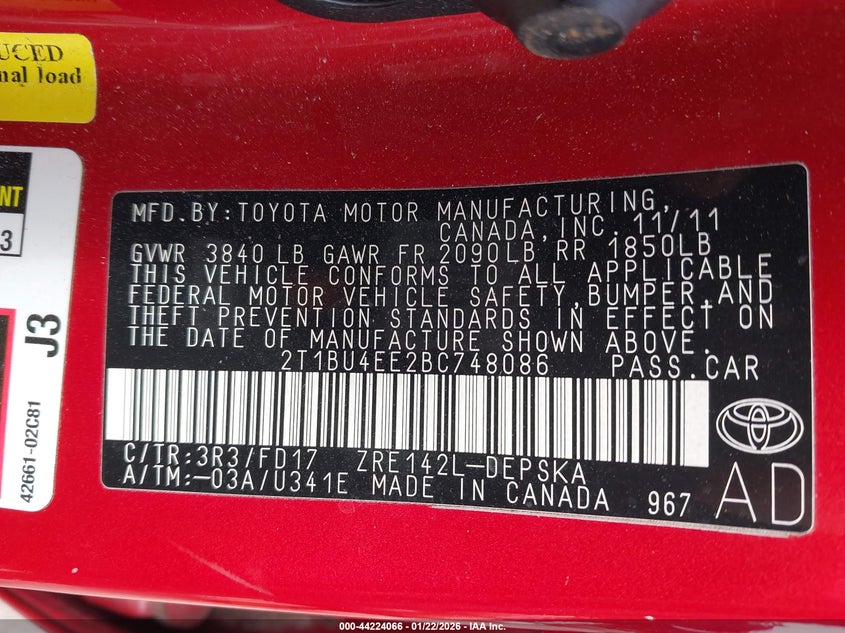 UCED
nal load
NT
3
J3
42661-02C81
MFD.BY:TOYOTA MOTOR MANUFACTURING,
CANADA,INC. 11/11
GVWR 3840 LB GAWR FR 2090LB RR 1850LB
THIS VEHICLE CONFORMS TO ALL APPLICABLE
FEDERAL MOTOR VEHICLE SAFETY,BUMPER,AND
THEFT PREVENTION STANDARDS IN EFFECT ON
THE DATE OF MANUFACTURE SHOWN ABOVE.
2T1BU4EE2BC748086 PASS.CAR
C/TR:3R3/FD17 ZRE142L-DEPSKA
A/TM:-03A/U341E MADE IN CANADA 967
AD
000-44224066 - 01/22/2026 - IAA Inc.